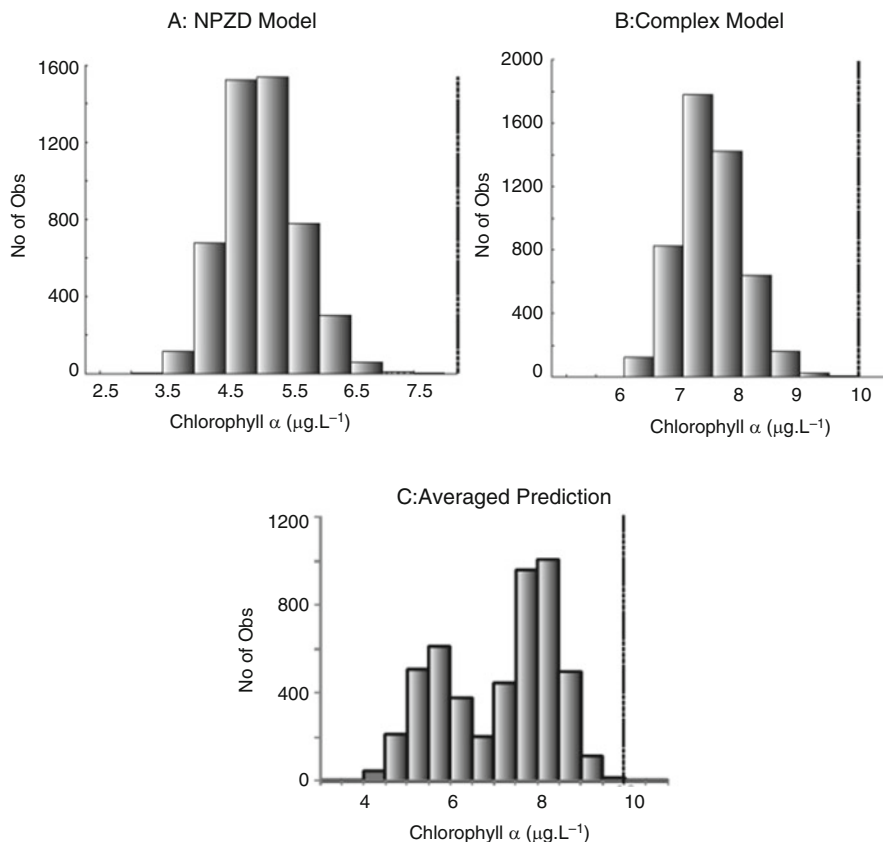 A: NPZD Model
1600
1200
800
400
0
No of Obs
2.5 3.5 4.5 5.5 6.5 7.5
Chlorophyll α (μg.L⁻¹)
B:Complex Model
2000
1600
1800
1200
800
400
0
No of Obs
6 7 8 9 10
Chlorophyll α (μg.L⁻¹)
C:Averaged Prediction
1200
800
400
0
No of Obs
4 6 8 10
Chlorophyll α (μg.L⁻¹)